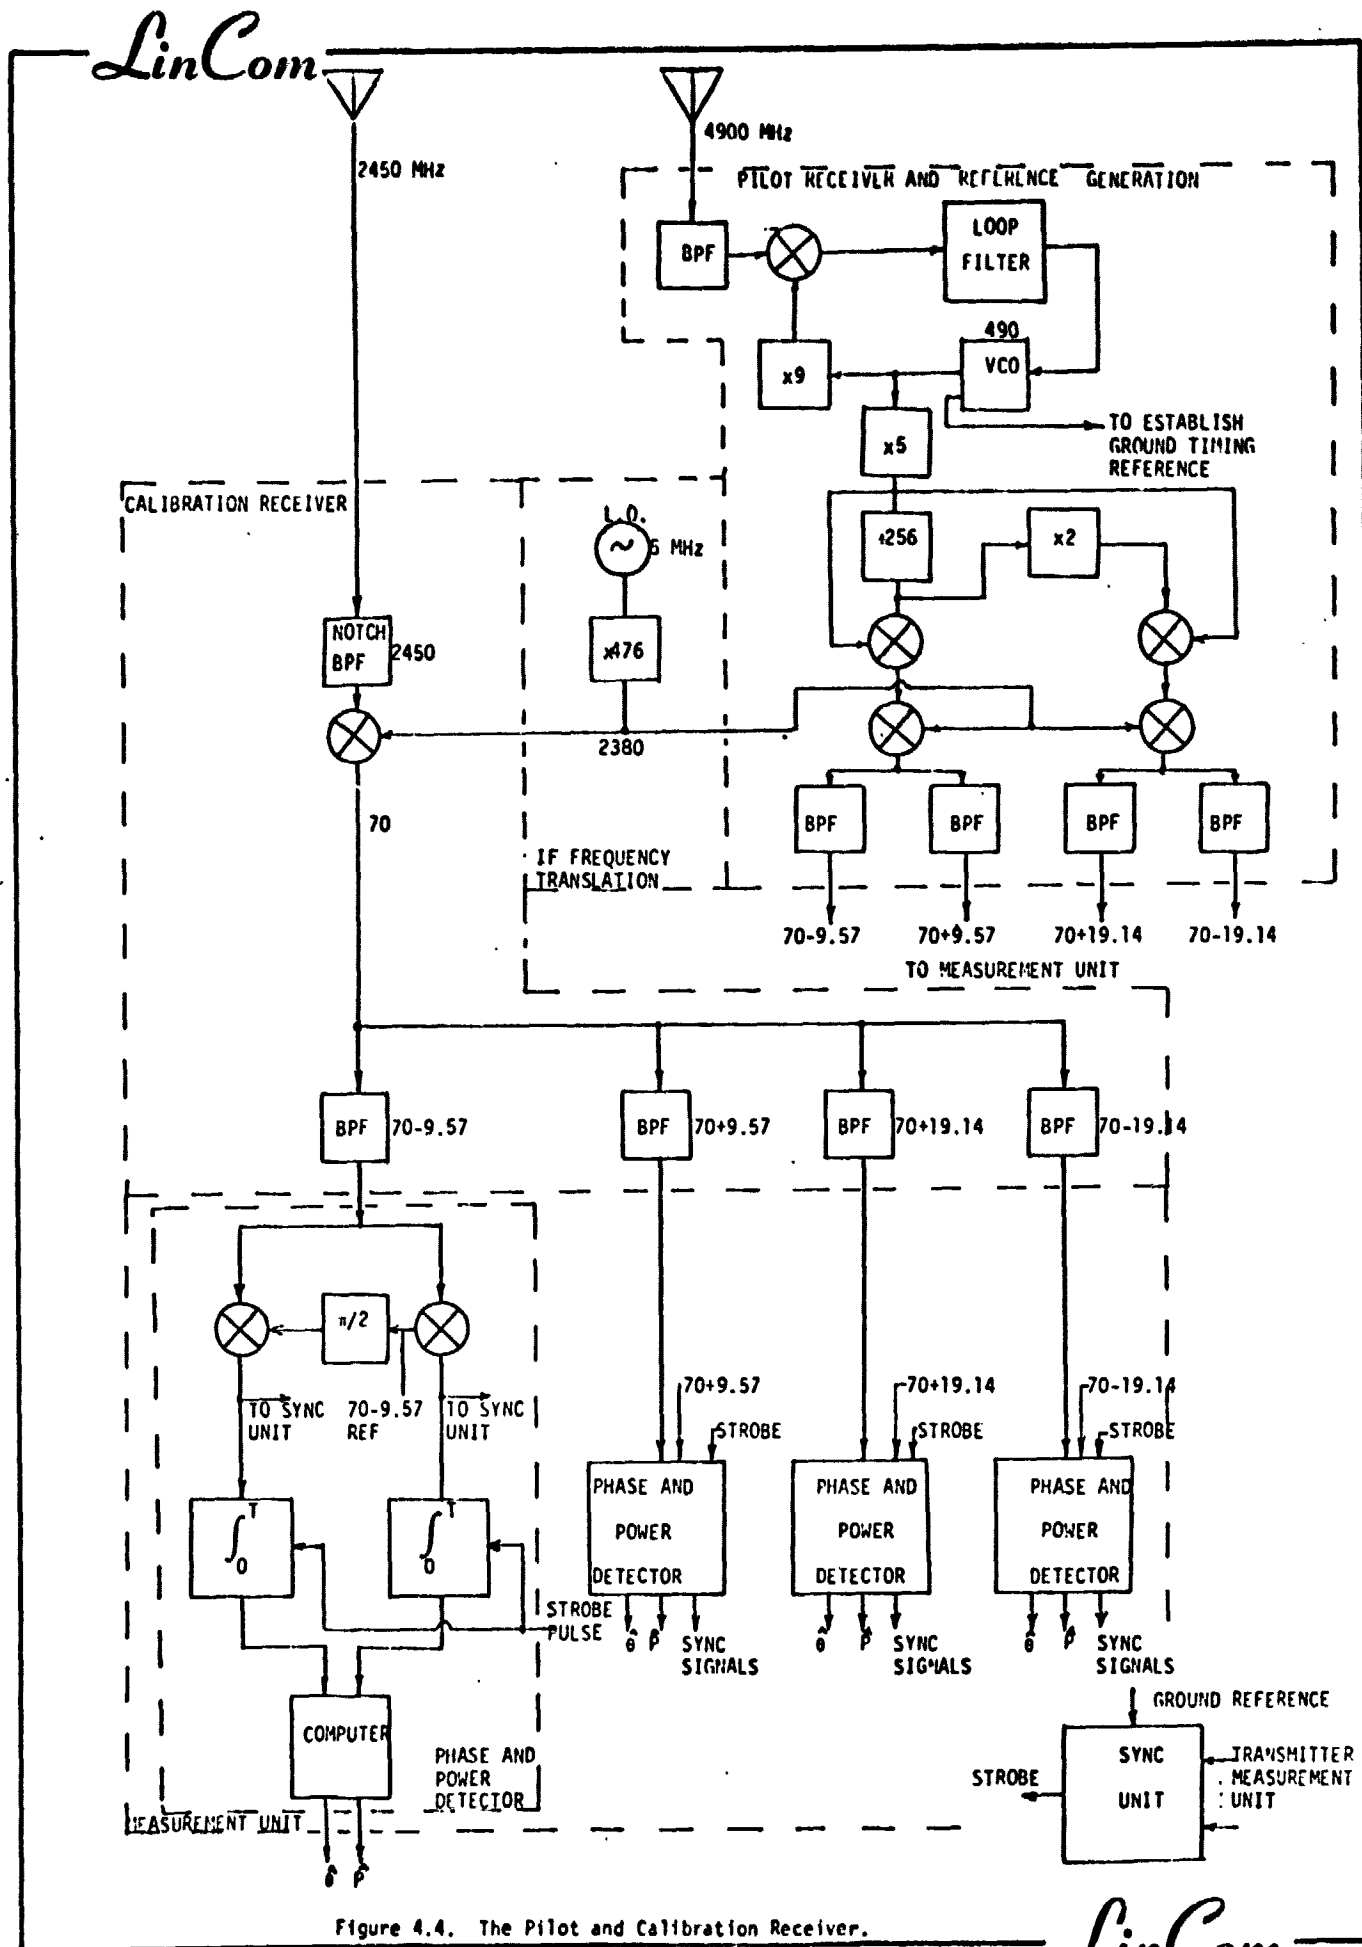 LinCom
2450 MHz
4900 MHz
PILOT RECEIVER AND REFERENCE GENERATION
BPF
LOOP
FILTER
490
VCO
x9
x5
TO ESTABLISH
GROUND TIMING
REFERENCE
CALIBRATION RECEIVER
L.O.
~
5 MHz
÷256
x2
NOTCH
BPF
2450
x476
2380
70
BPF
BPF
BPF
BPF
IF FREQUENCY
TRANSLATION
70-9.57
70+9.57
70+19.14
70-19.14
TO MEASUREMENT UNIT
BPF
70-9.57
BPF
70+9.57
BPF
70+19.14
BPF
70-19.14
π/2
TO SYNC
UNIT
70-9.57
REF
TO SYNC
UNIT
70+9.57
STROBE
70+19.14
STROBE
70-19.14
STROBE
∫0T
∫0T
PHASE AND
POWER
DETECTOR
PHASE AND
POWER
DETECTOR
PHASE AND
POWER
DETECTOR
STROBE
PULSE
θ̂ P̂ SYNC
SIGNALS
θ̂ P̂ SYNC
SIGNALS
θ̂ P̂ SYNC
SIGNALS
COMPUTER
PHASE AND
POWER
DETECTOR
MEASUREMENT UNIT
θ̂ P̂
GROUND REFERENCE
SYNC
UNIT
STROBE
TRANSMITTER
MEASUREMENT
UNIT
Figure 4.4. The Pilot and Calibration Receiver.